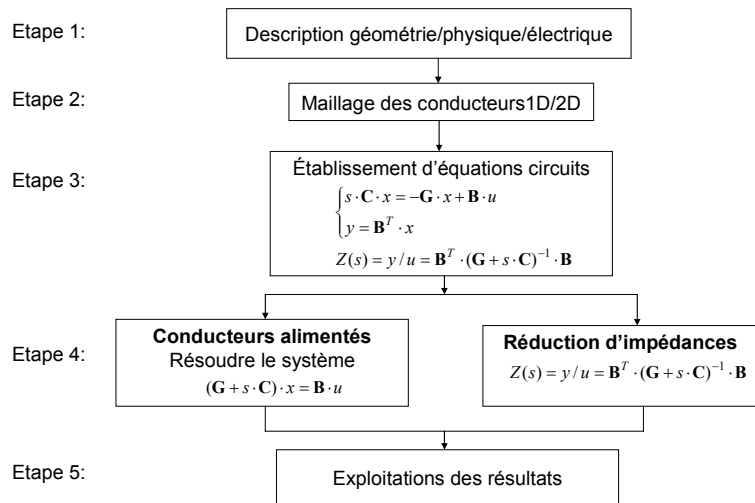 Etape 1:
Description géométrie/physique/électrique
Etape 2:
Maillage des conducteurs1D/2D
Etape 3:
Établissement d'équations circuits
s · C · x = −G · x + B · u
y = B^T · x
Z(s) = y / u = B^T · (G + s · C)^−1 · B
Etape 4:
Conducteurs alimentés
Résoudre le système
(G + s · C) · x = B · u
Réduction d'impédances
Z(s) = y / u = B^T · (G + s · C)^−1 · B
Etape 5:
Exploitations des résultats